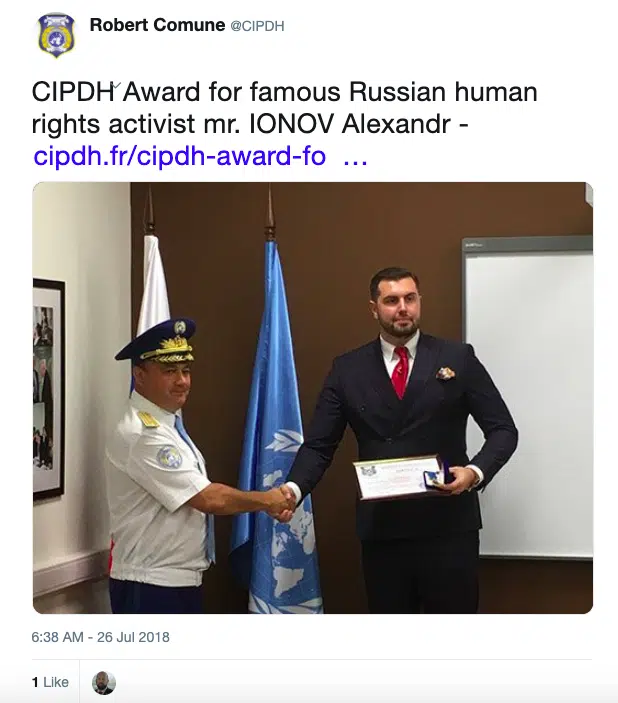 Robert Comune @CIPDH
CIPDH Award for famous Russian human
rights activist mr. IONOV Alexandr -
cipdh.fr/cipdh-award-fo ...
6:38 AM - 26 Jul 2018
1 Like